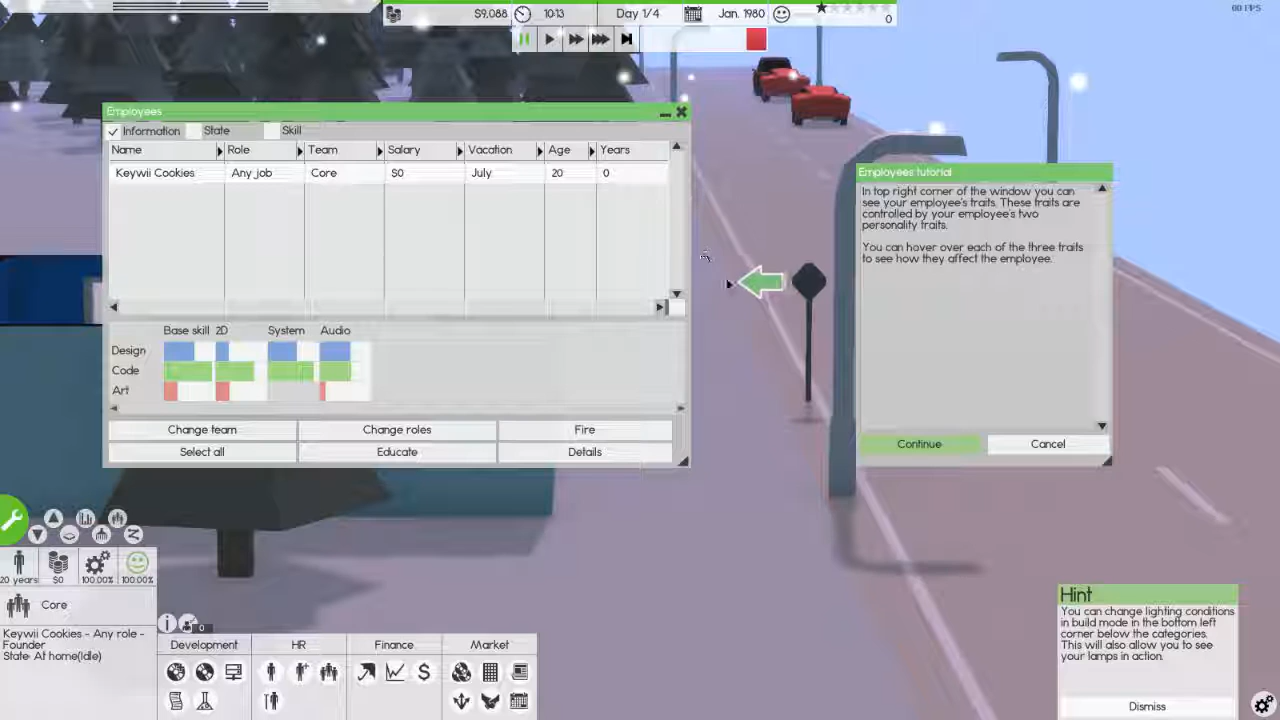 $9,088
10:13
Day 1/4
Jan. 1980
0
00 FPS
Employees
Information State Skill
Name Role Team Salary Vacation Age Years
Keywii Cookies Any job Core $0 July 20 0
Base skill 2D System Audio
Design
Code
Art
Change team Change roles Fire
Select all Educate Details
Employees tutorial
In top right corner of the window you can
see your employee's traits. These traits are
controlled by your employee's two
personality traits.
You can hover over each of the three traits
to see how they affect the employee.
Continue Cancel
20 years $0 100.00% 100.00%
Core
Keywii Cookies - Any role -
Founder
State: At home(Idle)
0
Development HR Finance Market
Hint
You can change lighting conditions
in build mode in the bottom left
corner below the categories.
This will also allow you to see
your lamps in action.
Dismiss